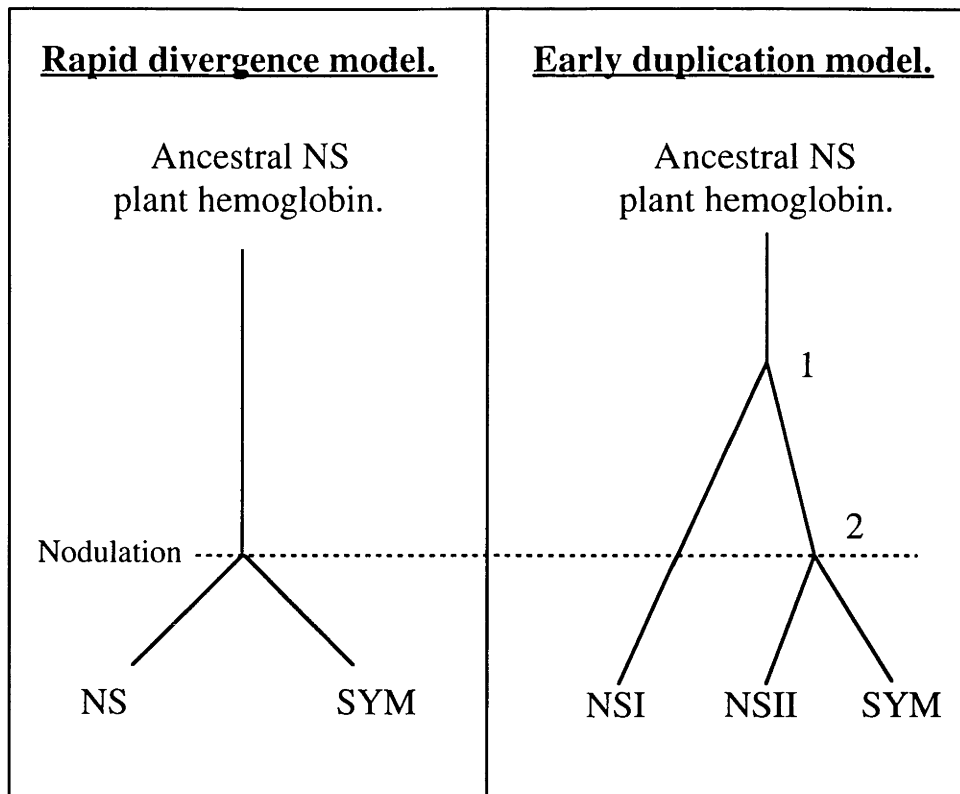 Rapid divergence model.
Ancestral NS
plant hemoglobin.
Nodulation
NS
SYM
Early duplication model.
Ancestral NS
plant hemoglobin.
1
2
NSI
NSII
SYM